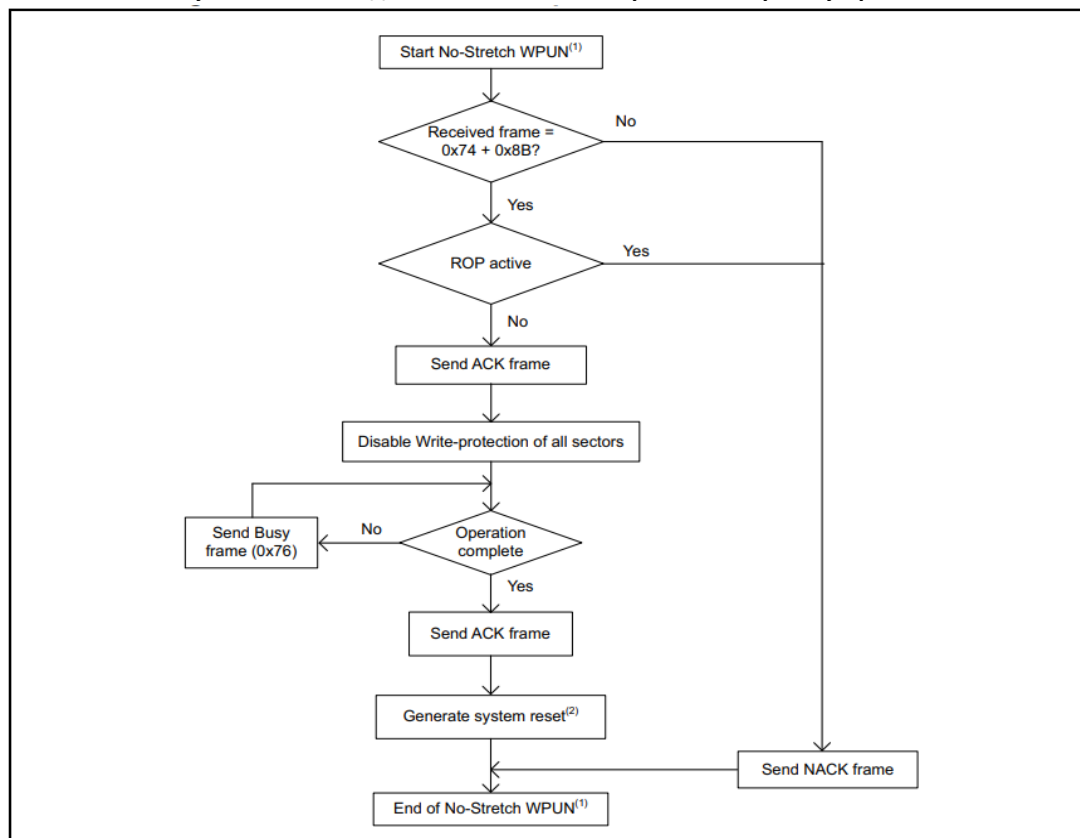 Start No-Stretch WPUN(1)
Received frame =
0x74 + 0x8B?
No
Yes
ROP active
Yes
No
Send ACK frame
Disable Write-protection of all sectors
Send Busy
frame (0x76)
No
Operation
complete
Yes
Send ACK frame
Generate system reset(2)
Send NACK frame
End of No-Stretch WPUN(1)